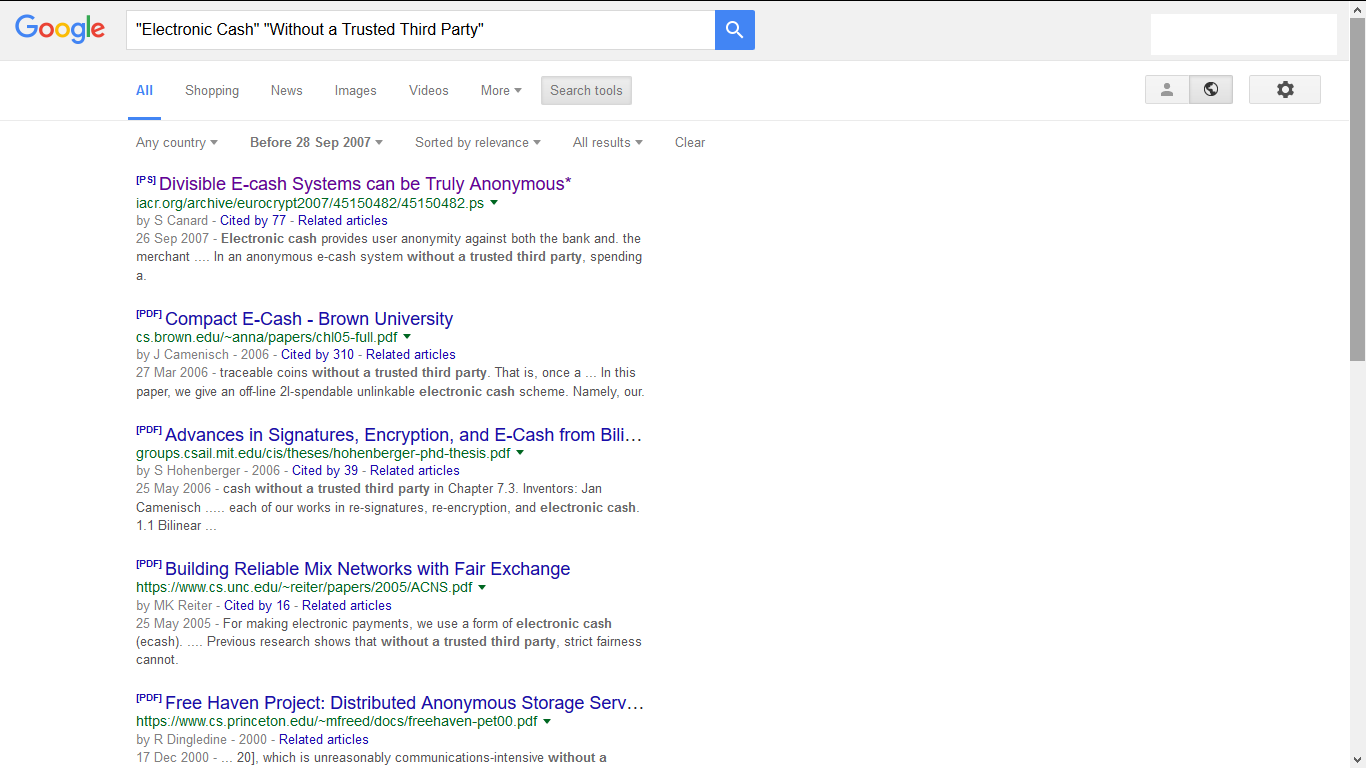 Google
"Electronic Cash" "Without a Trusted Third Party"
All Shopping News Images Videos More Search tools
Any country Before 28 Sep 2007 Sorted by relevance All results Clear
[PS] Divisible E-cash Systems can be Truly Anonymous*
iacr.org/archive/eurocrypt2007/45150482/45150482.ps
by S Canard - Cited by 77 - Related articles
26 Sep 2007 - Electronic cash provides user anonymity against both the bank and. the
merchant .... In an anonymous e-cash system without a trusted third party, spending
a.
[PDF] Compact E-Cash - Brown University
cs.brown.edu/~anna/papers/chl05-full.pdf
by J Camenisch - 2006 - Cited by 310 - Related articles
27 Mar 2006 - traceable coins without a trusted third party. That is, once a ... In this
paper, we give an off-line 2l-spendable unlinkable electronic cash scheme. Namely, our.
[PDF] Advances in Signatures, Encryption, and E-Cash from Bili...
groups.csail.mit.edu/cis/theses/hohenberger-phd-thesis.pdf
by S Hohenberger - 2006 - Cited by 39 - Related articles
25 May 2006 - cash without a trusted third party in Chapter 7.3. Inventors: Jan
Camenisch ..... each of our works in re-signatures, re-encryption, and electronic cash.
1.1 Bilinear ...
[PDF] Building Reliable Mix Networks with Fair Exchange
https://www.cs.unc.edu/~reiter/papers/2005/ACNS.pdf
by MK Reiter - Cited by 16 - Related articles
25 May 2005 - For making electronic payments, we use a form of electronic cash
(ecash). .... Previous research shows that without a trusted third party, strict fairness
cannot.
[PDF] Free Haven Project: Distributed Anonymous Storage Serv...
https://www.cs.princeton.edu/~mfreed/docs/freehaven-pet00.pdf
by R Dingledine - 2000 - Related articles
17 Dec 2000 - ... 20], which is unreasonably communications-intensive without a